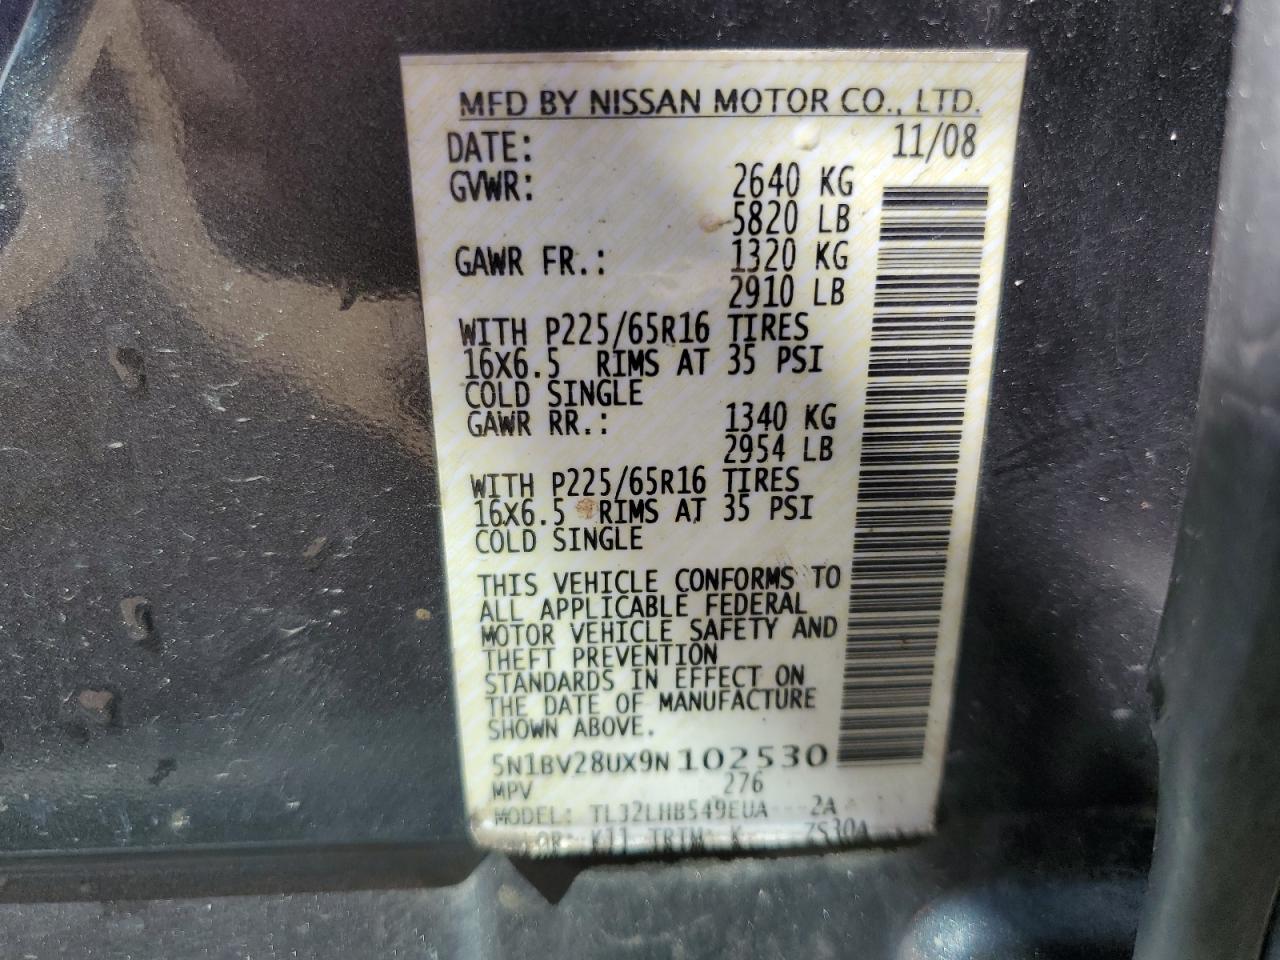 MFD BY NISSAN MOTOR CO., LTD.
DATE: 11/08
GVWR: 2640 KG
5820 LB
GAWR FR.: 1320 KG
2910 LB
WITH P225/65R16 TIRES
16X6.5 RIMS AT 35 PSI
COLD SINGLE
GAWR RR.: 1340 KG
2954 LB
WITH P225/65R16 TIRES
16X6.5 RIMS AT 35 PSI
COLD SINGLE
THIS VEHICLE CONFORMS TO
ALL APPLICABLE FEDERAL
MOTOR VEHICLE SAFETY AND
THEFT PREVENTION
STANDARDS IN EFFECT ON
THE DATE OF MANUFACTURE
SHOWN ABOVE.
5N1BV28UX9N102530
MPV 276
MODEL: TL32LHB549EUA---2A
TRIM: K